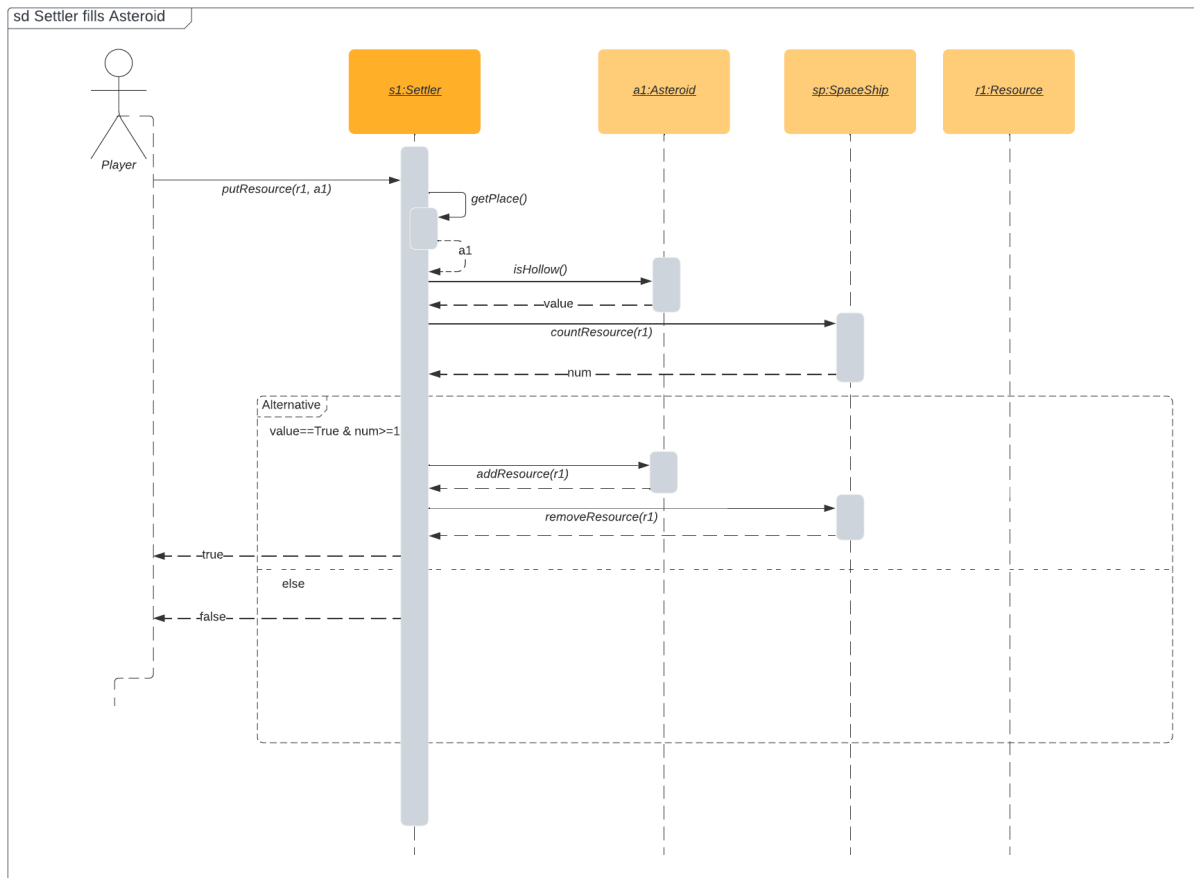 sd Settler fills Asteroid
s1:Settler
a1:Asteroid
sp:SpaceShip
r1:Resource
Player
putResource(r1, a1)
getPlace()
a1
isHollow()
value
countResource(r1)
num
Alternative
value==True & num>=1
addResource(r1)
removeResource(r1)
true
else
false